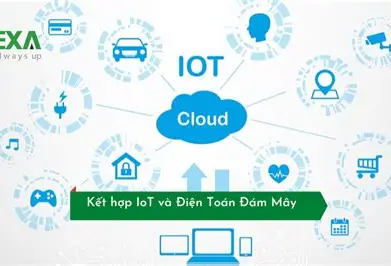 EXA
always up
IOT
Cloud
Kết hợp IoT và Điện Toán Đám Mây